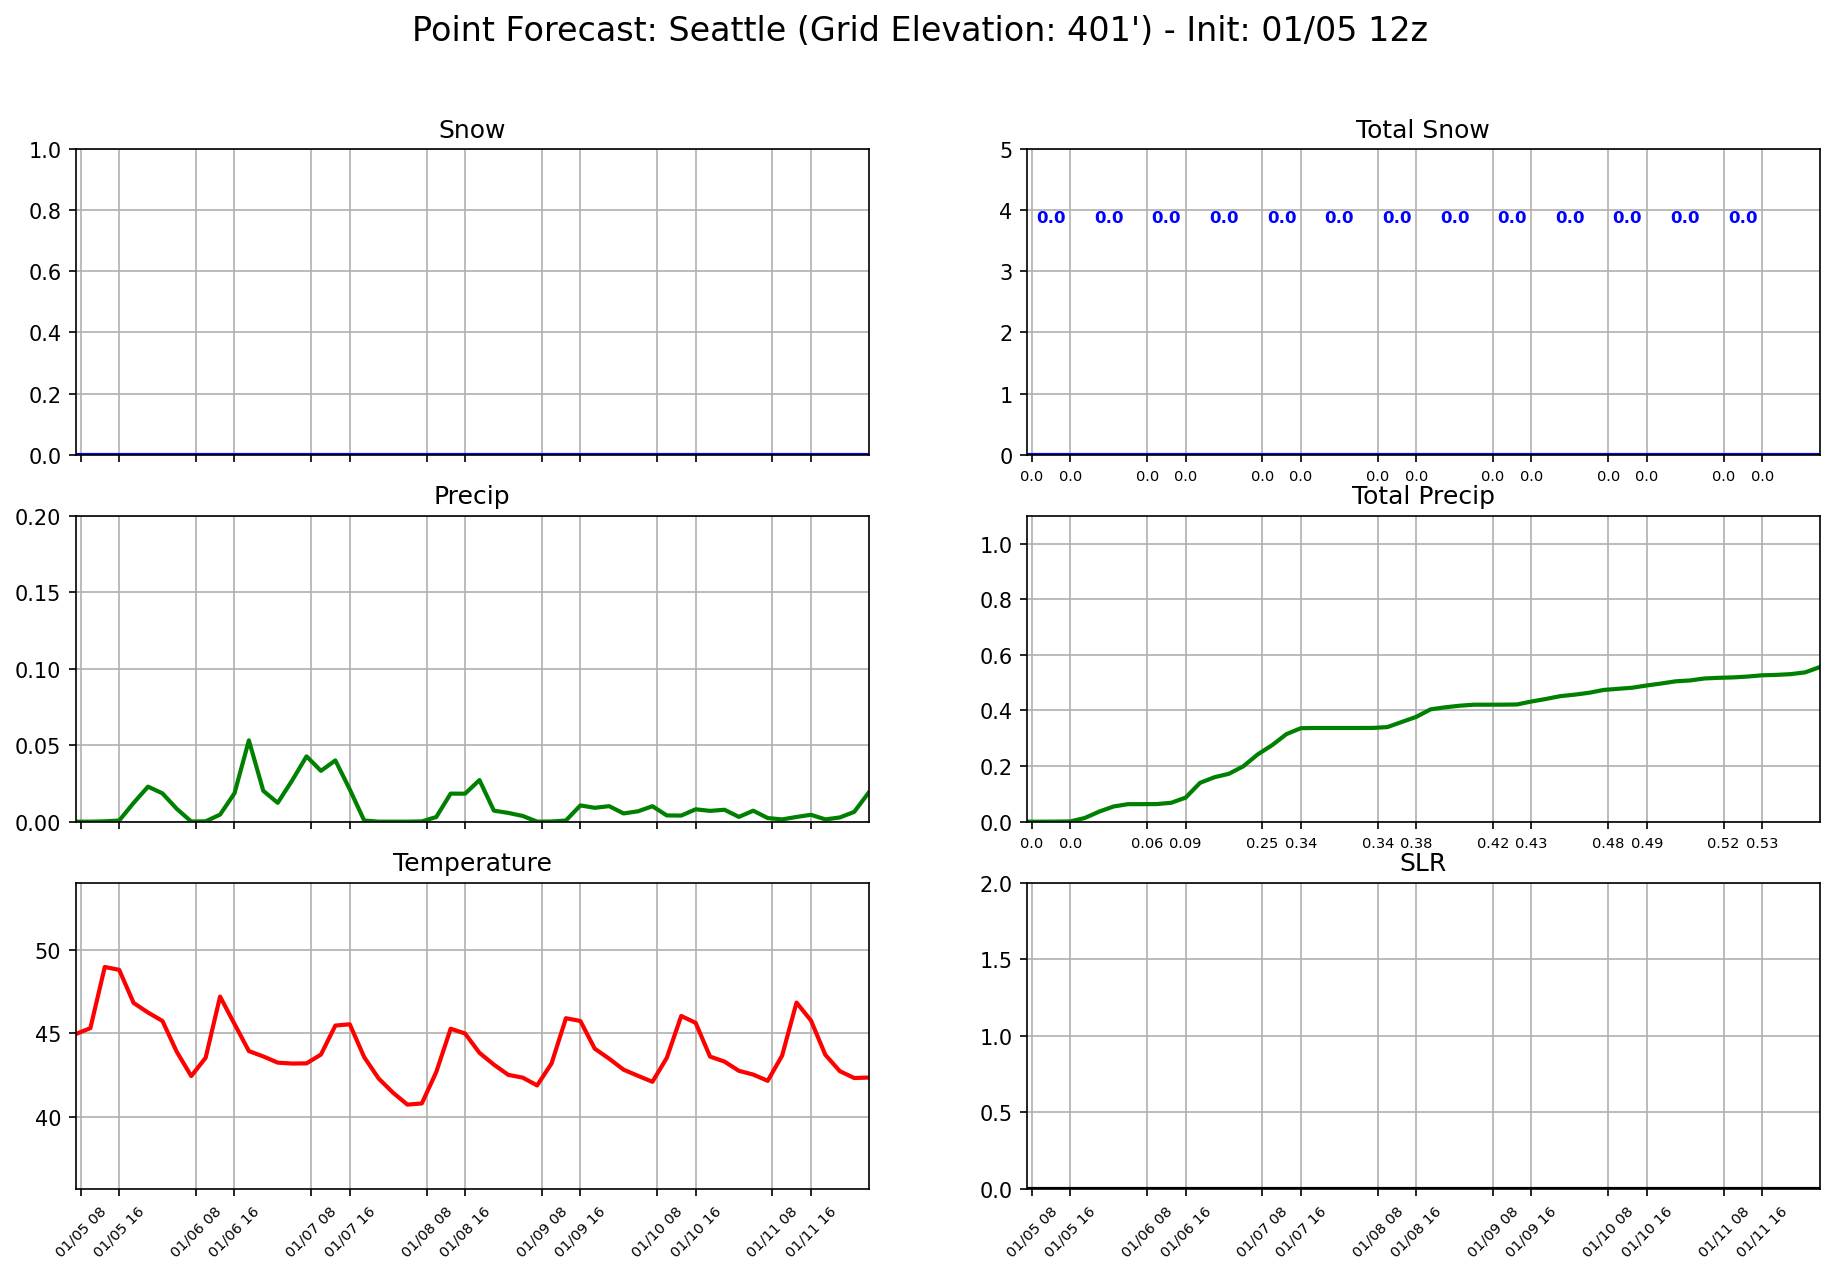 Point Forecast: Seattle (Grid Elevation: 401') - Init: 01/05 12z
Snow
1.0
0.8
0.6
0.4
0.2
0.0
Total Snow
5
4
3
2
1
0
0.0 0.0 0.0 0.0 0.0 0.0 0.0 0.0 0.0 0.0 0.0 0.0 0.0
0.0 0.0 0.0 0.0 0.0 0.0 0.0 0.0 0.0 0.0 0.0 0.0 0.0 0.0
Precip
0.20
0.15
0.10
0.05
0.00
Total Precip
1.0
0.8
0.6
0.4
0.2
0.0
0.0 0.0 0.06 0.09 0.25 0.34 0.34 0.38 0.42 0.43 0.48 0.49 0.52 0.53
Temperature
50
45
40
01/05 08 01/05 16 01/06 08 01/06 16 01/07 08 01/07 16 01/08 08 01/08 16 01/09 08 01/09 16 01/10 08 01/10 16 01/11 08 01/11 16
SLR
2.0
1.5
1.0
0.5
0.0
01/05 08 01/05 16 01/06 08 01/06 16 01/07 08 01/07 16 01/08 08 01/08 16 01/09 08 01/09 16 01/10 08 01/10 16 01/11 08 01/11 16